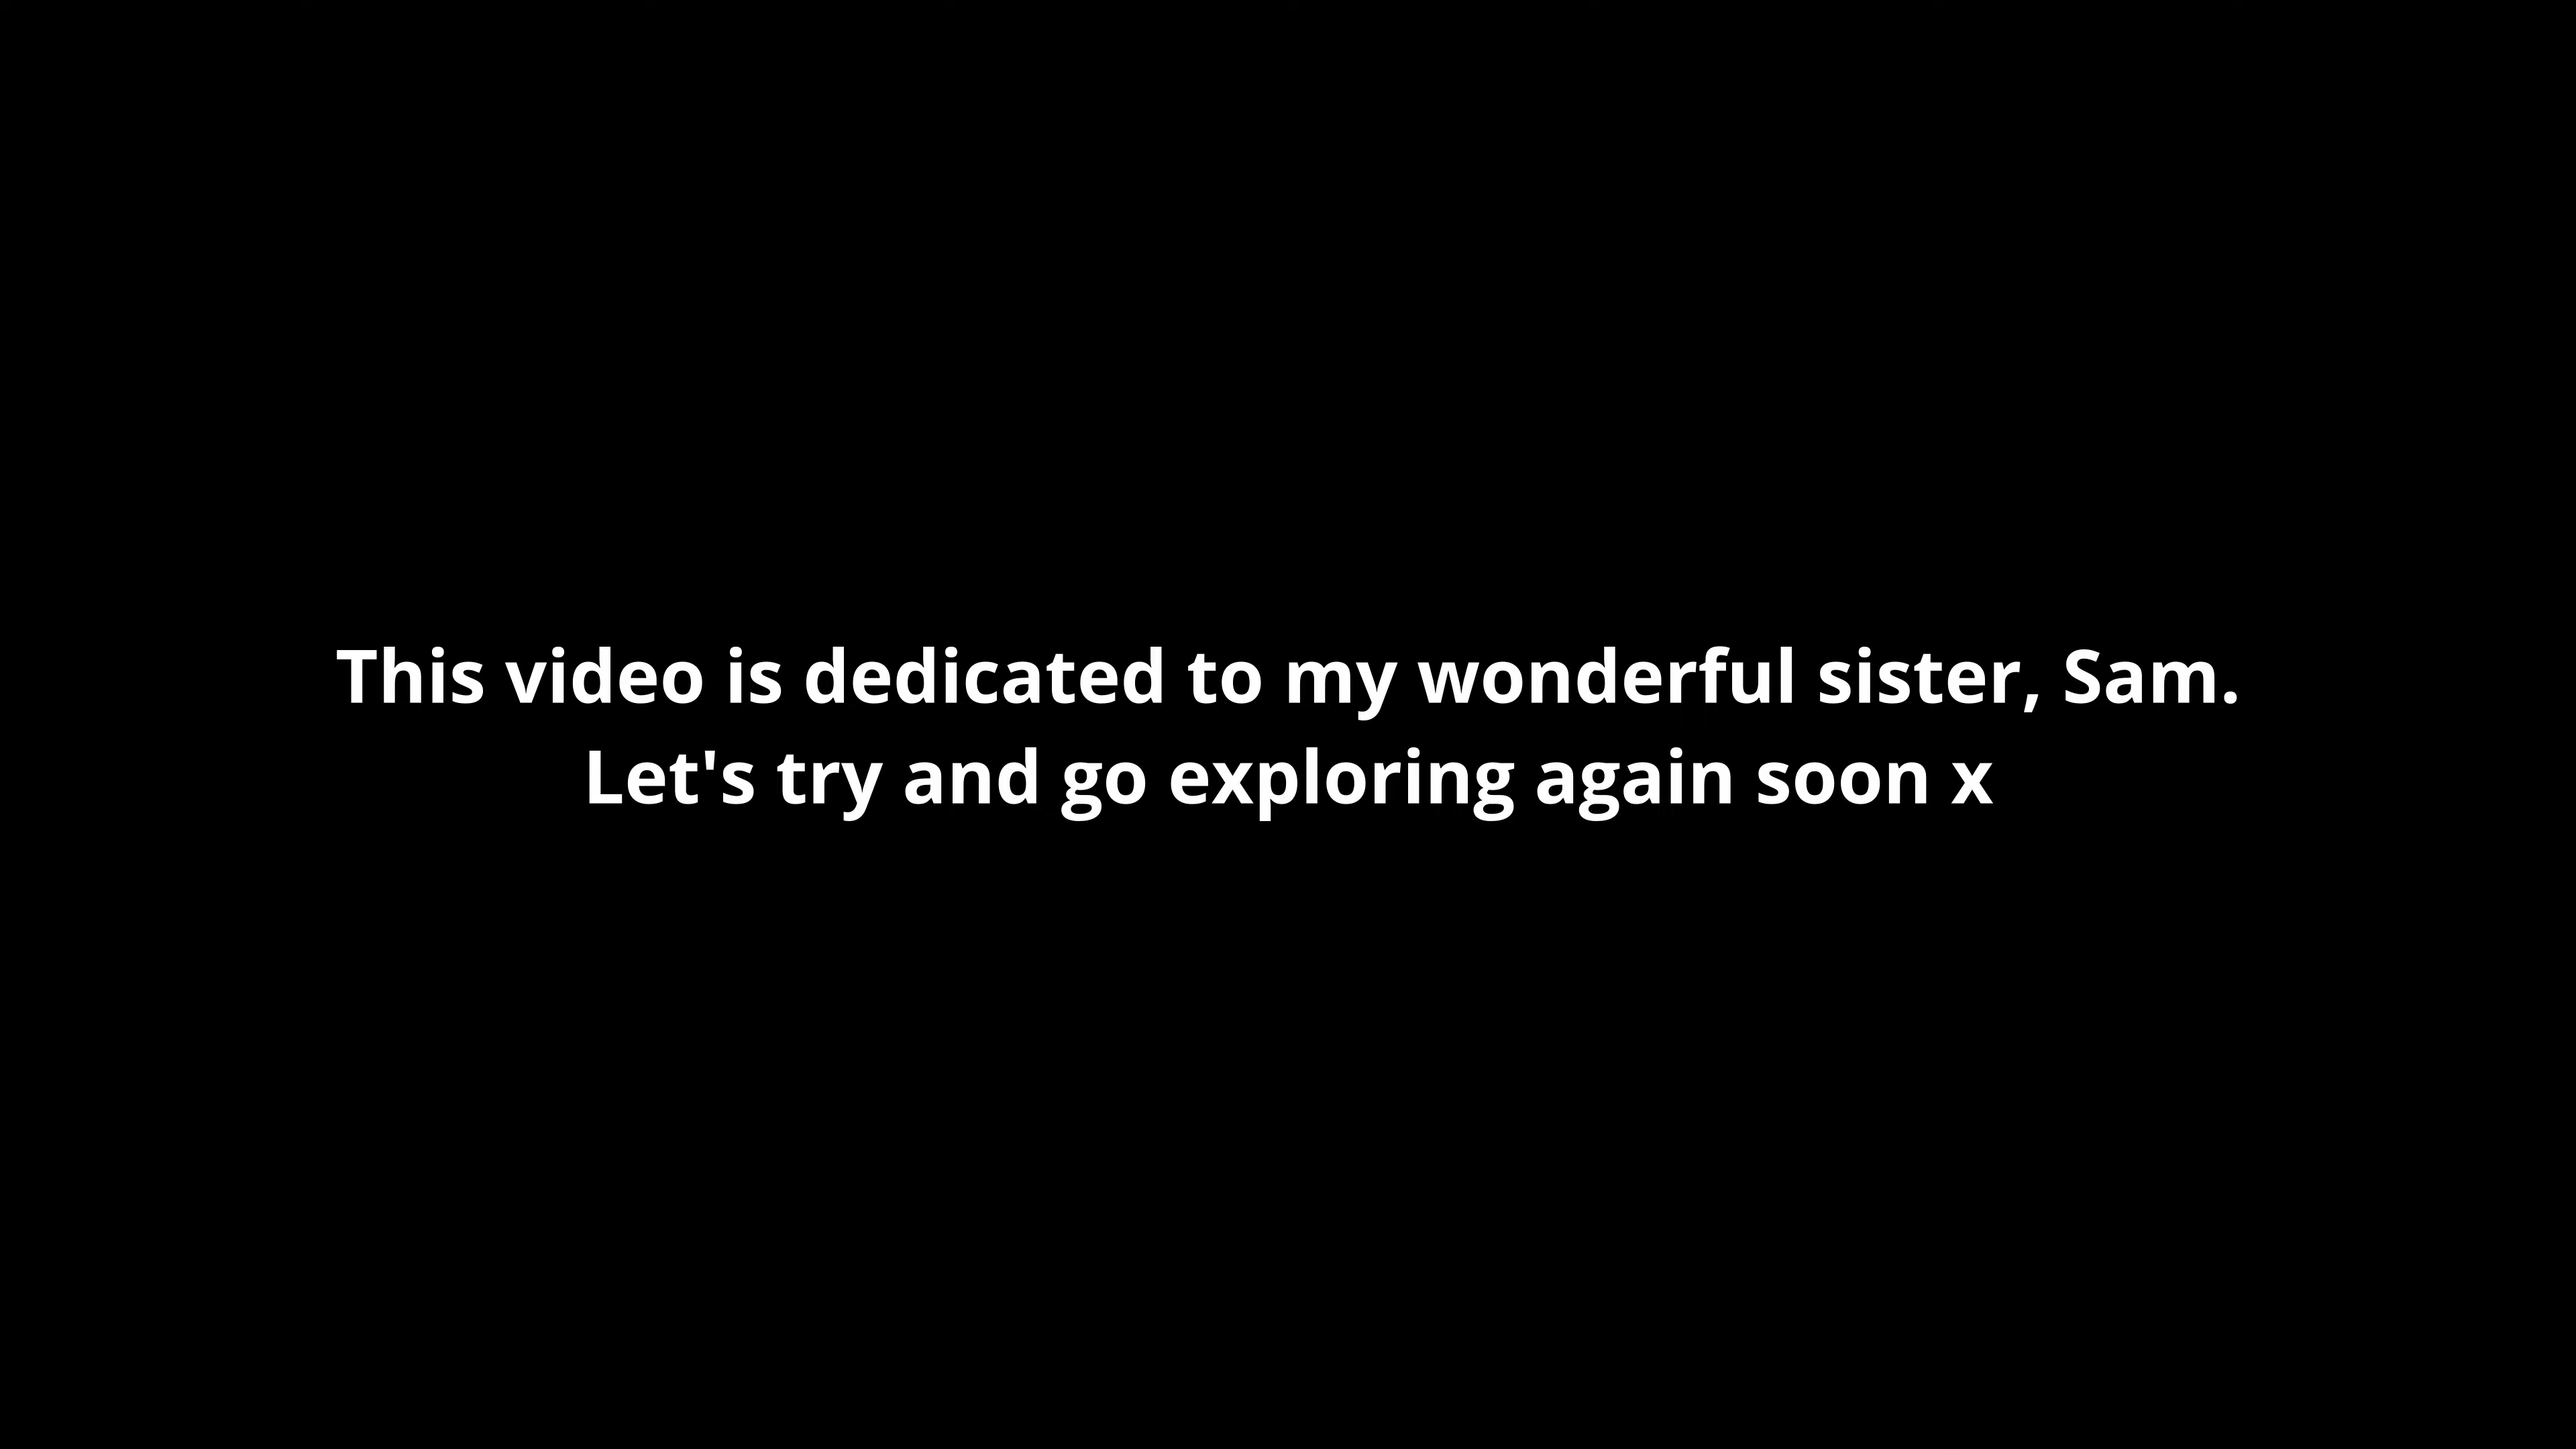 This video is dedicated to my wonderful sister, Sam.
Let's try and go exploring again soon x